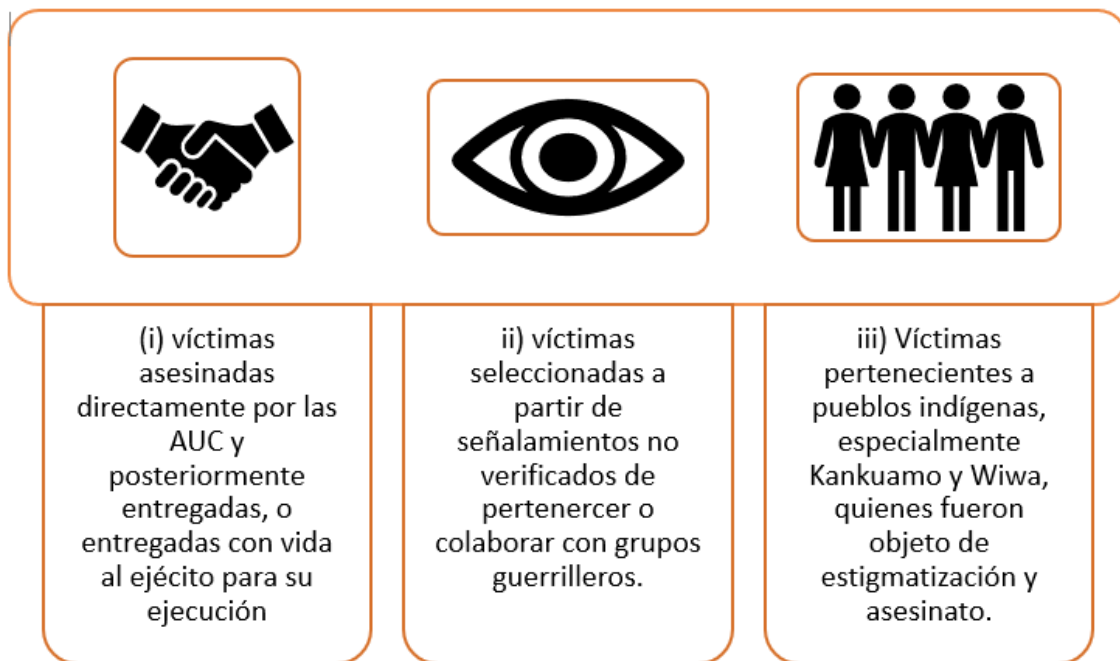 (i) víctimas
asesinadas
directamente por las
AUC y
posteriormente
entregadas, o
entregadas con vida
al ejécito para su
ejecución
ii) víctimas
seleccionadas a
partir de
señalamientos no
verificados de
pertenercer o
colaborar con grupos
guerrilleros.
iii) Víctimas
pertenecientes a
pueblos indígenas,
especialmente
Kankuamo y Wiwa,
quienes fueron
objeto de
estigmatización y
asesinato.